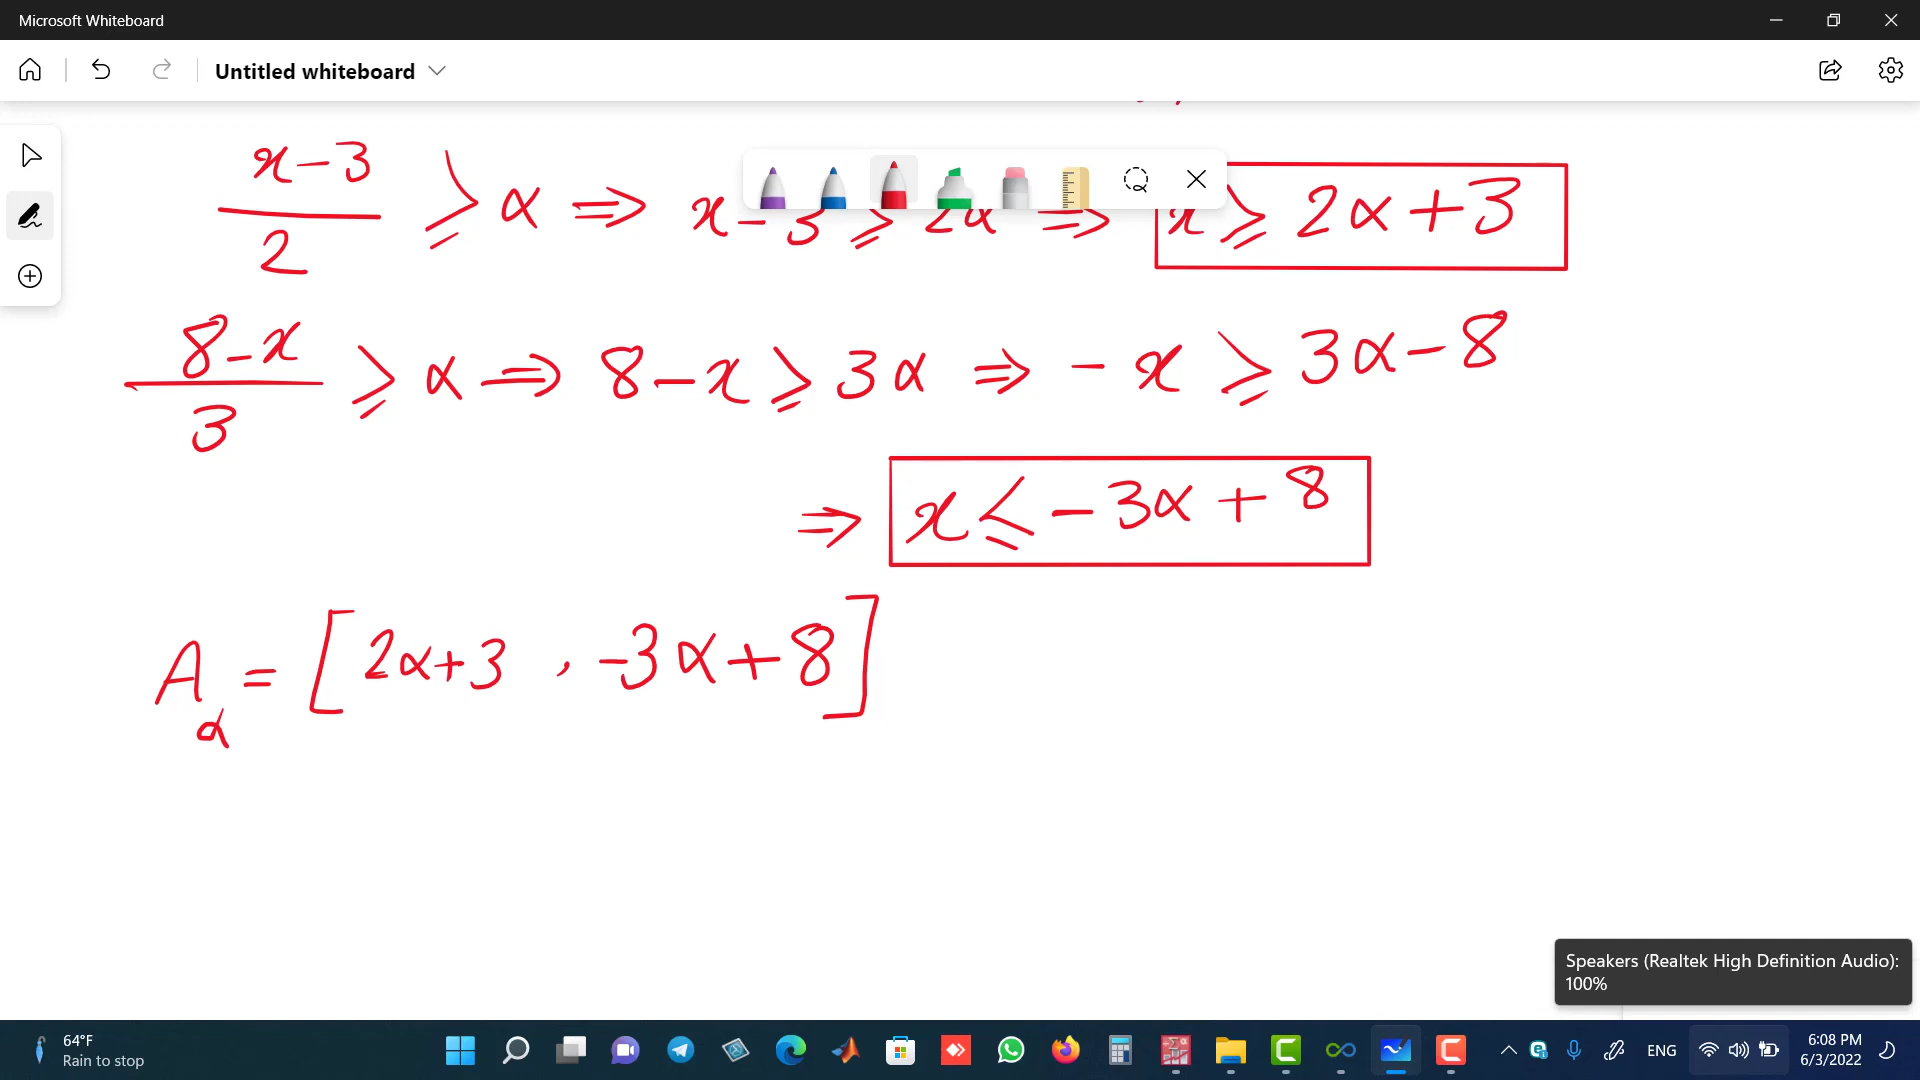 Microsoft Whiteboard
Untitled whiteboard
x-3 / 2 ⩾ α ⇒ x-3 ⩾ 2α ⇒ x ⩾ 2α+3
8-x / 3 ⩾ α ⇒ 8-x ⩾ 3α ⇒ -x ⩾ 3α-8
⇒ x ⩽ -3α+8
A_α = [2α+3 , -3α+8]
Speakers (Realtek High Definition Audio):
100%
64°F
Rain to stop
ENG
6:08 PM
6/3/2022